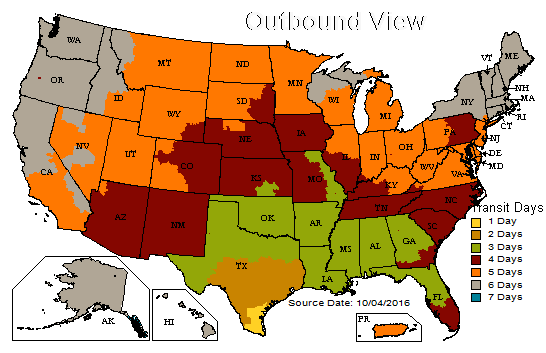 Outbound View
WA
OR
CA
NV
ID
MT
WY
UT
CO
AZ
NM
ND
SD
NE
KS
OK
TX
MN
IA
MO
AR
LA
WI
IL
MI
IN
OH
KY
TN
MS
AL
GA
FL
SC
NC
VA
WV
PA
NY
VT
ME
NH
MA
RI
CT
NJ
DE
MD
AK
HI
PR
Transit Days
1 Day
2 Days
3 Days
4 Days
5 Days
6 Days
7 Days
Source Date: 10/04/2016